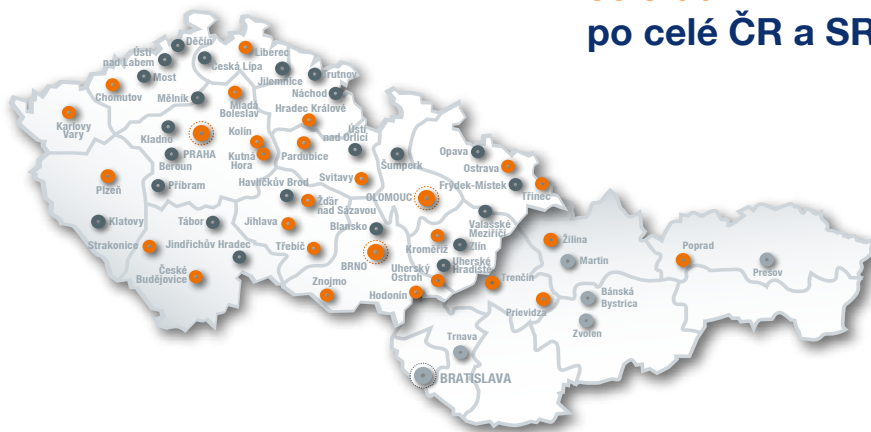 po celé ČR a SR
Děčín
Ústí
nad Labem
Liberec
Česká Lípa
Most
Jilemnice
Trutnov
Chomutov
Mělník
Mladá
Boleslav
Náchod
Hradec Králové
Karlovy
Vary
Kladno
Kolín
Ústí
nad Orlicí
PRAHA
Kutná
Hora
Pardubice
Opava
Beroun
Šumperk
Ostrava
Plzeň
Příbram
Havlíčkův Brod
Svitavy
OLOMOUC
Frýdek-Místek
Třinec
Žďár
nad Sázavou
Klatovy
Tábor
Jihlava
Blansko
Valašské
Meziříčí
Strakonice
Jindřichův Hradec
Třebíč
Kroměříž
Zlín
Žilina
Poprad
České
Budějovice
BRNO
Uherský
Ostroh
Uherské
Hradiště
Martin
Prešov
Trenčín
Znojmo
Hodonín
Prievidza
Bánská
Bystrica
Zvolen
Trnava
BRATISLAVA